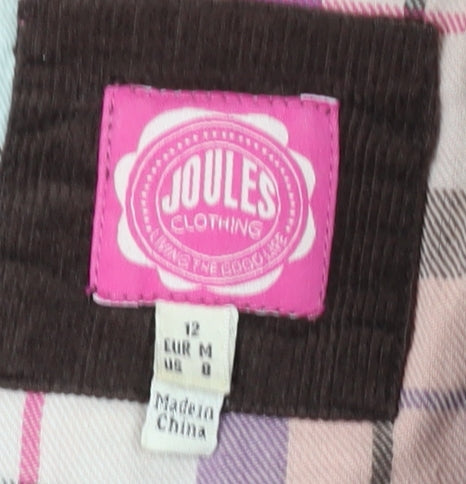 JOULES
CLOTHING
LIVING THE GOOD LIFE
12
EUR M
US 8
Made in
China